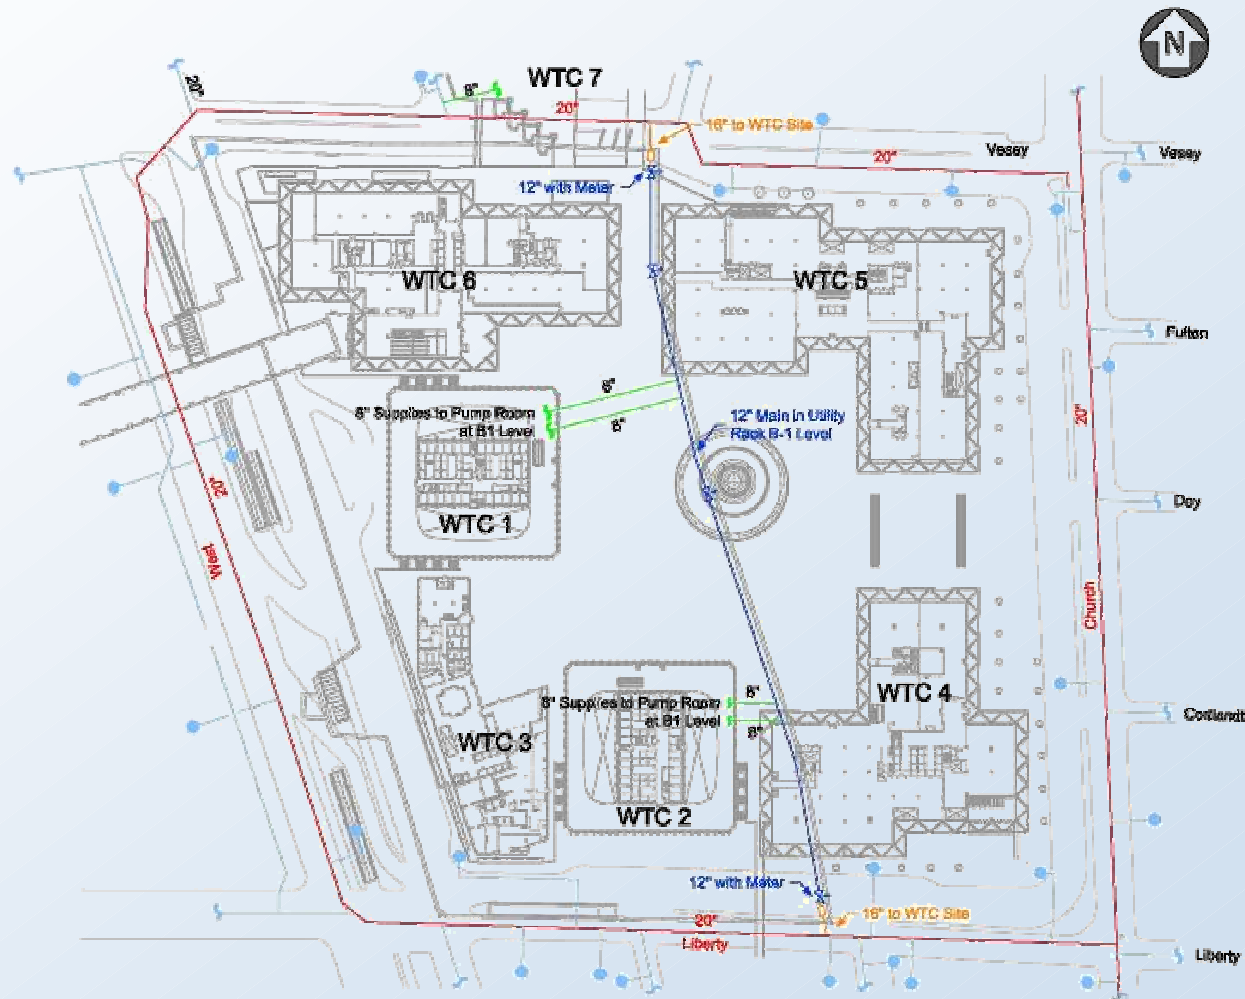 N
WTC 7
20"
8"
20"
16" to WTC Site
20"
Vesey
Vesey
12" with Meter
WTC 6
WTC 5
Fulton
8"
8" Supplies to Pump Room
at B1 Level
8"
12" Main in Utility
Rack B-1 Level
20"
20"
WTC 1
Dey
West
Church
8" Supplies to Pump Room
at B1 Level
8"
8"
WTC 4
Cortlandt
WTC 3
WTC 2
12" with Meter
16" to WTC Site
20"
Liberty
Liberty